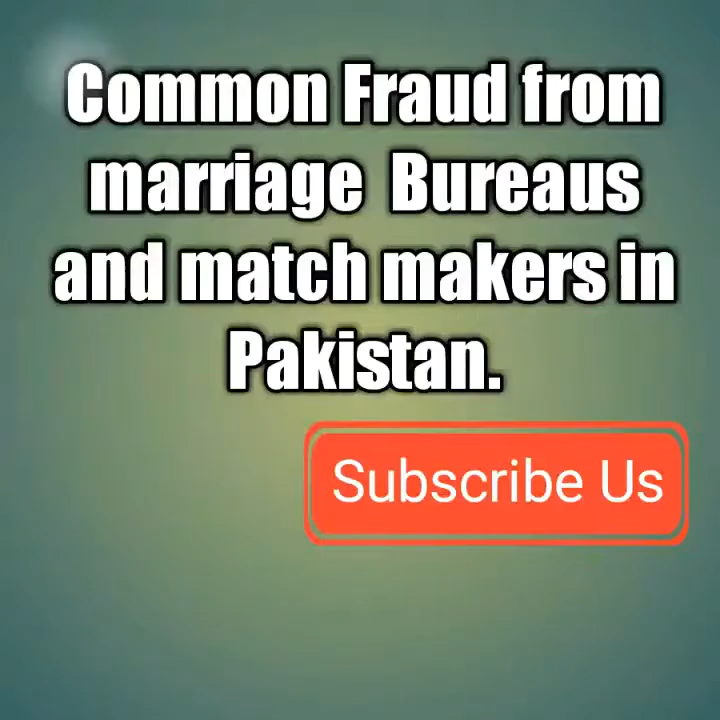 Common Fraud from
marriage Bureaus
and match makers in
Pakistan.
Subscribe Us